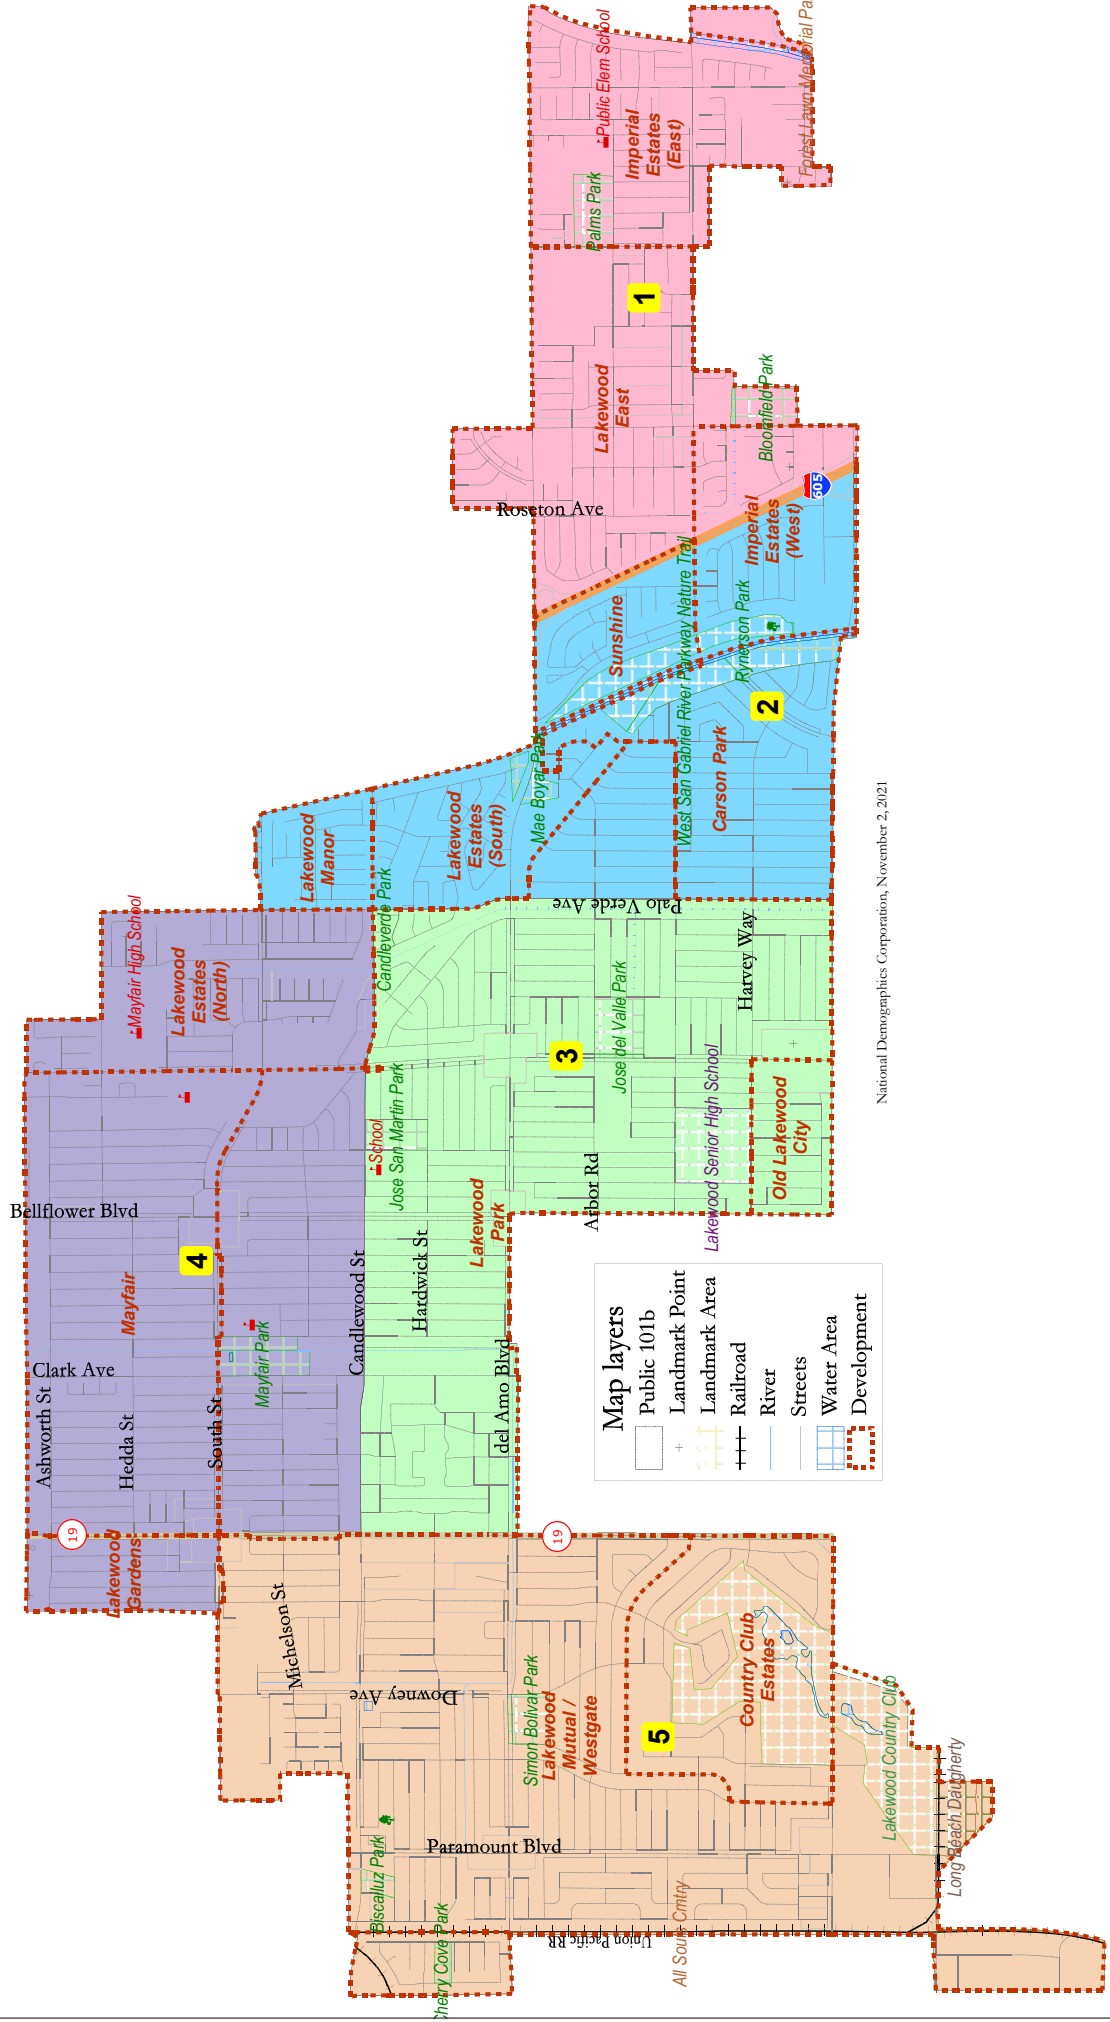 Ashworth St
Clark Ave
Bellflower Blvd
Hedda St
Mayfair
Mayfair High School
Lakewood
Gardens
19
South St
4
Lakewood
Estates
(North)
Mayfair Park
Michelson St
Candlewood St
Lakewood
Manor
School
Candleverde Park
Jose San Martin Park
Hardwick St
Downey Ave
Biscailuz Park
Cherry Cove Park
Paramount Blvd
del Amo Blvd
Lakewood
Park
Lakewood
Estates
(South)
Mae Boyar Park
Roseton Ave
Simon Bolivar Park
Lakewood
Mutual /
Westgate
19
3
Arbor Rd
Jose del Valle Park
Palo Verde Ave
Sunshine
Lakewood
East
Palms Park
Public Elem School
Imperial
Estates
(East)
1
Union Pacific RR
All Souls Cmtry
5
Lakewood Senior High School
West San Gabriel River Parkway Nature Trail
Carson Park
Harvey Way
Rynerson Park
2
Imperial
Estates
(West)
Bloomfield Park
605
Forest Lawn Memorial Pa
Country Club
Estates
Old Lakewood
City
Lakewood Country Club
Long Beach Daugherty
Map layers
Public 101b
Landmark Point
Landmark Area
Railroad
River
Streets
Water Area
Development
National Demographics Corporation, November 2, 2021